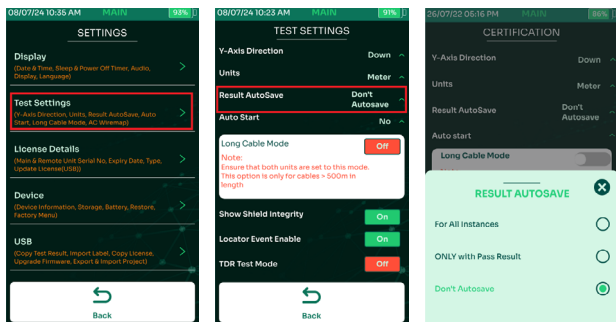 08/07/24 10:35 AM MAIN 93%
SETTINGS
Display
(Date & Time, Sleep & Power Off Timer, Audio,
Display, Language)
Test Settings
(Y-Axis Direction, Units, Result AutoSave, Auto
Start, Long Cable Mode, AC Wiremap)
License Details
(Main & Remote Unit Serial No, Expiry Date, Type,
Update License(USB))
Device
(Device Information, Storage, Battery, Restore,
Factory Menu)
USB
(Copy Test Result, Import Label, Copy License,
Upgrade Firmware, Export & Import Project)
Back
08/07/24 10:23 AM MAIN 91%
TEST SETTINGS
Y-Axis Direction Down
Units Meter
Result AutoSave Don't
Autosave
Auto Start No
Long Cable Mode Off
Note:
Ensure that both units are set to this mode.
This option is only for cables > 500m in
length
Show Shield Integrity On
Locator Event Enable On
TDR Test Mode Off
Back
26/07/22 06:16 PM MAIN 86%
CERTIFICATION
Y-Axis Direction Down
Units Meter
Result AutoSave Don't
Autosave
Auto start
Long Cable Mode
RESULT AUTOSAVE
For All Instances
ONLY with Pass Result
Don't Autosave